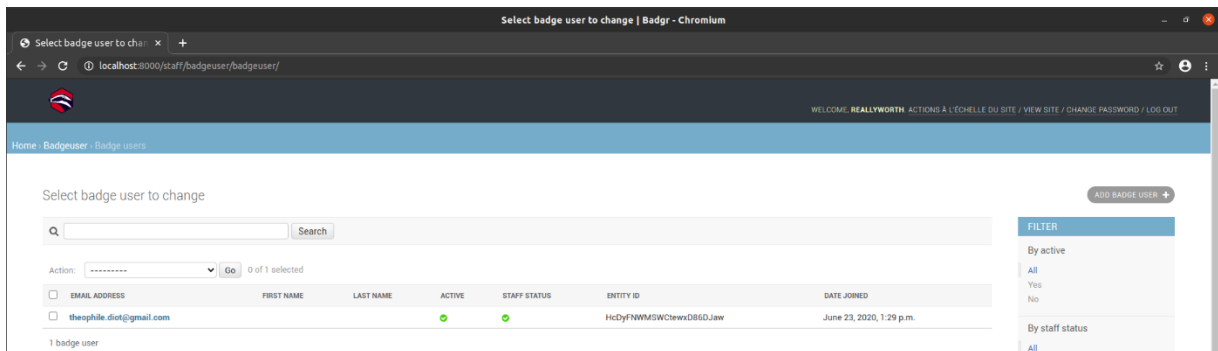 Select badge user to change | Badgr - Chromium
Select badge user to chan
localhost:8000/staff/badgeuser/badgeuser/
WELCOME, REALLYWORTH. ACTIONS À L'ÉCHELLE DU SITE / VIEW SITE / CHANGE PASSWORD / LOG OUT
Home › Badgeuser › Badge users
Select badge user to change
ADD BADGE USER +
Search
FILTER
By active
All
Yes
No
Action: --------- Go 0 of 1 selected
EMAIL ADDRESS FIRST NAME LAST NAME ACTIVE STAFF STATUS ENTITY ID DATE JOINED
theophile.diot@gmail.com HcDyFNWMSWCtewxD86DJaw June 23, 2020, 1:29 p.m.
1 badge user
By staff status
All